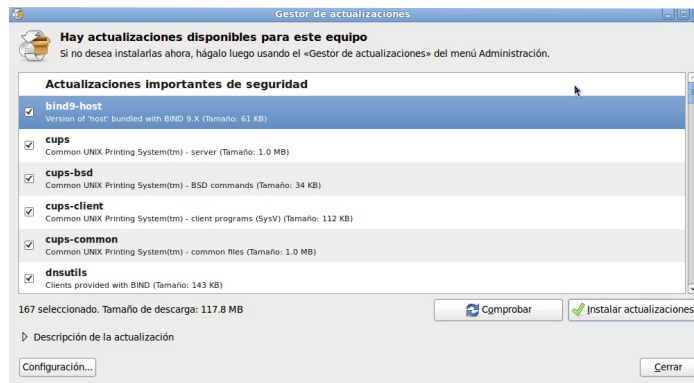 Gestor de actualizaciones
Hay actualizaciones disponibles para este equipo
Si no desea instalarlas ahora, hágalo luego usando el «Gestor de actualizaciones» del menú Administración.
Actualizaciones importantes de seguridad
bind9-host
Version of 'host' bundled with BIND 9.X (Tamaño: 61 KB)
cups
Common UNIX Printing System(tm) - server (Tamaño: 1.0 MB)
cups-bsd
Common UNIX Printing System(tm) - BSD commands (Tamaño: 34 KB)
cups-client
Common UNIX Printing System(tm) - client programs (SysV) (Tamaño: 112 KB)
cups-common
Common UNIX Printing System(tm) - common files (Tamaño: 1.0 MB)
dnsutils
Clients provided with BIND (Tamaño: 143 KB)
167 seleccionado. Tamaño de descarga: 117.8 MB
Comprobar
Instalar actualizaciones
Descripción de la actualización
Configuración...
Cerrar